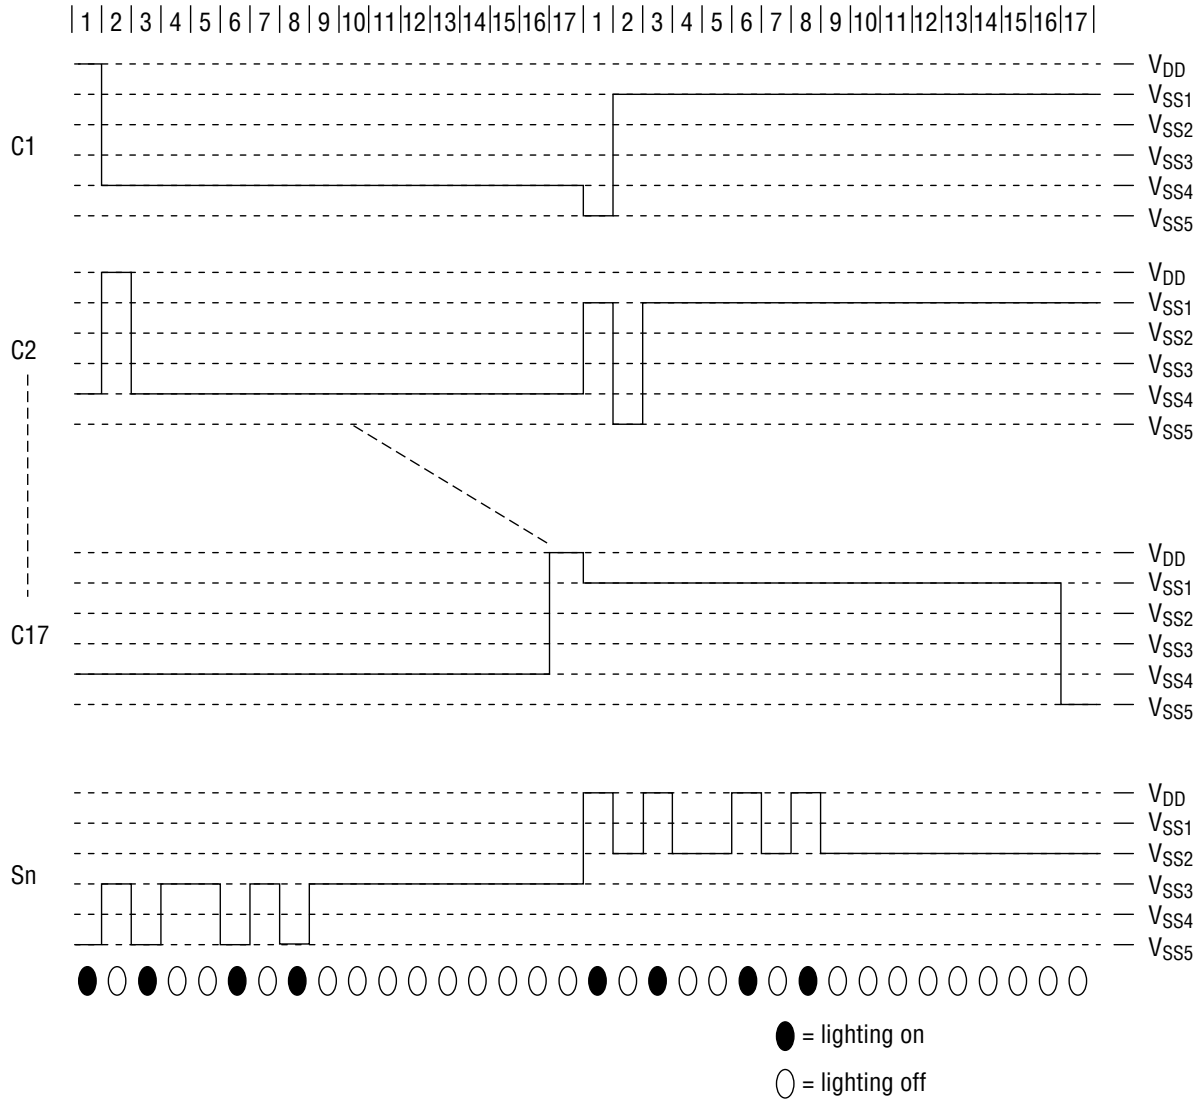 1 2 3 4 5 6 7 8 9 10 11 12 13 14 15 16 17 1 2 3 4 5 6 7 8 9 10 11 12 13 14 15 16 17
C1
VDD
VSS1
VSS2
VSS3
VSS4
VSS5
C2
VDD
VSS1
VSS2
VSS3
VSS4
VSS5
C17
VDD
VSS1
VSS2
VSS3
VSS4
VSS5
Sn
VDD
VSS1
VSS2
VSS3
VSS4
VSS5
= lighting on
= lighting off